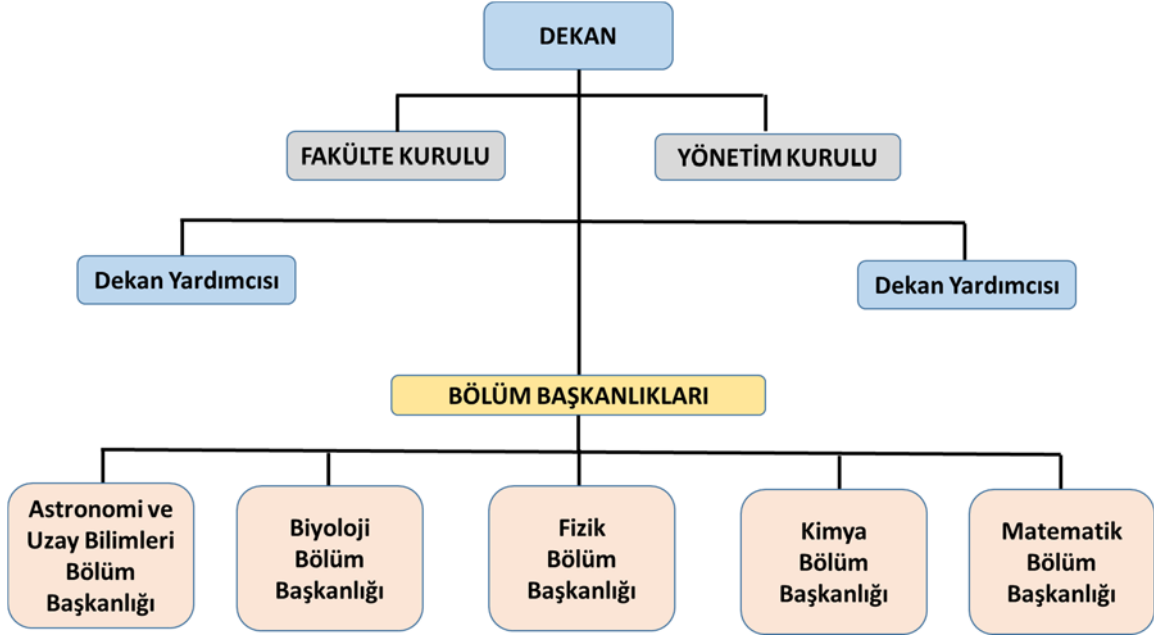 DEKAN
FAKÜLTE KURULU
YÖNETİM KURULU
Dekan Yardımcısı
Dekan Yardımcısı
BÖLÜM BAŞKANLIKLARI
Astronomi ve
Uzay Bilimleri
Bölüm
Başkanlığı
Biyoloji
Bölüm
Başkanlığı
Fizik
Bölüm
Başkanlığı
Kimya
Bölüm
Başkanlığı
Matematik
Bölüm
Başkanlığı